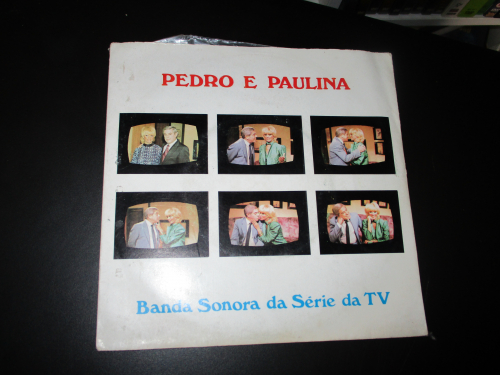 PEDRO E PAULINA
Banda Sonora da Série da TV